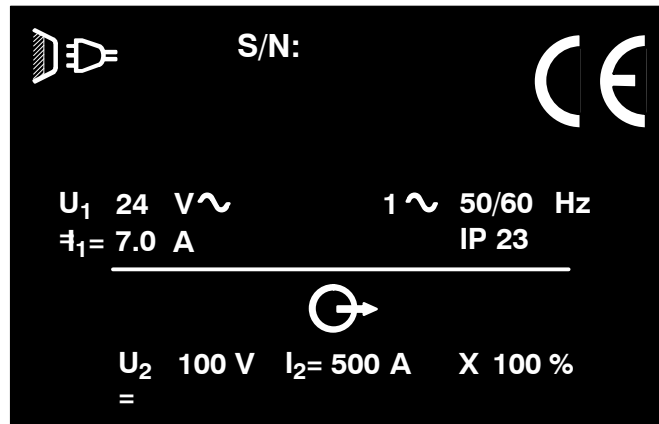 S/N:
CE
U1 24 V~ 1~ 50/60 Hz
=I1= 7.0 A IP 23
U2 100 V I2= 500 A X 100 %
=